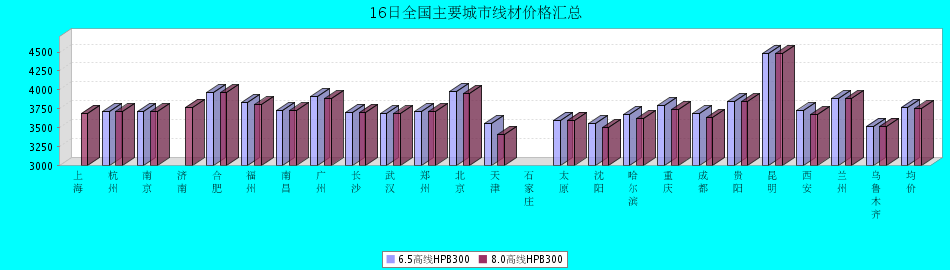 16日全国主要城市线材价格汇总
4500
4250
4000
3750
3500
3250
3000
上海
杭州
南京
济南
合肥
福州
南昌
广州
长沙
武汉
郑州
北京
天津
石家庄
太原
沈阳
哈尔滨
重庆
成都
贵阳
昆明
西安
兰州
乌鲁木齐
均价
6.5高线HPB300
8.0高线HPB300